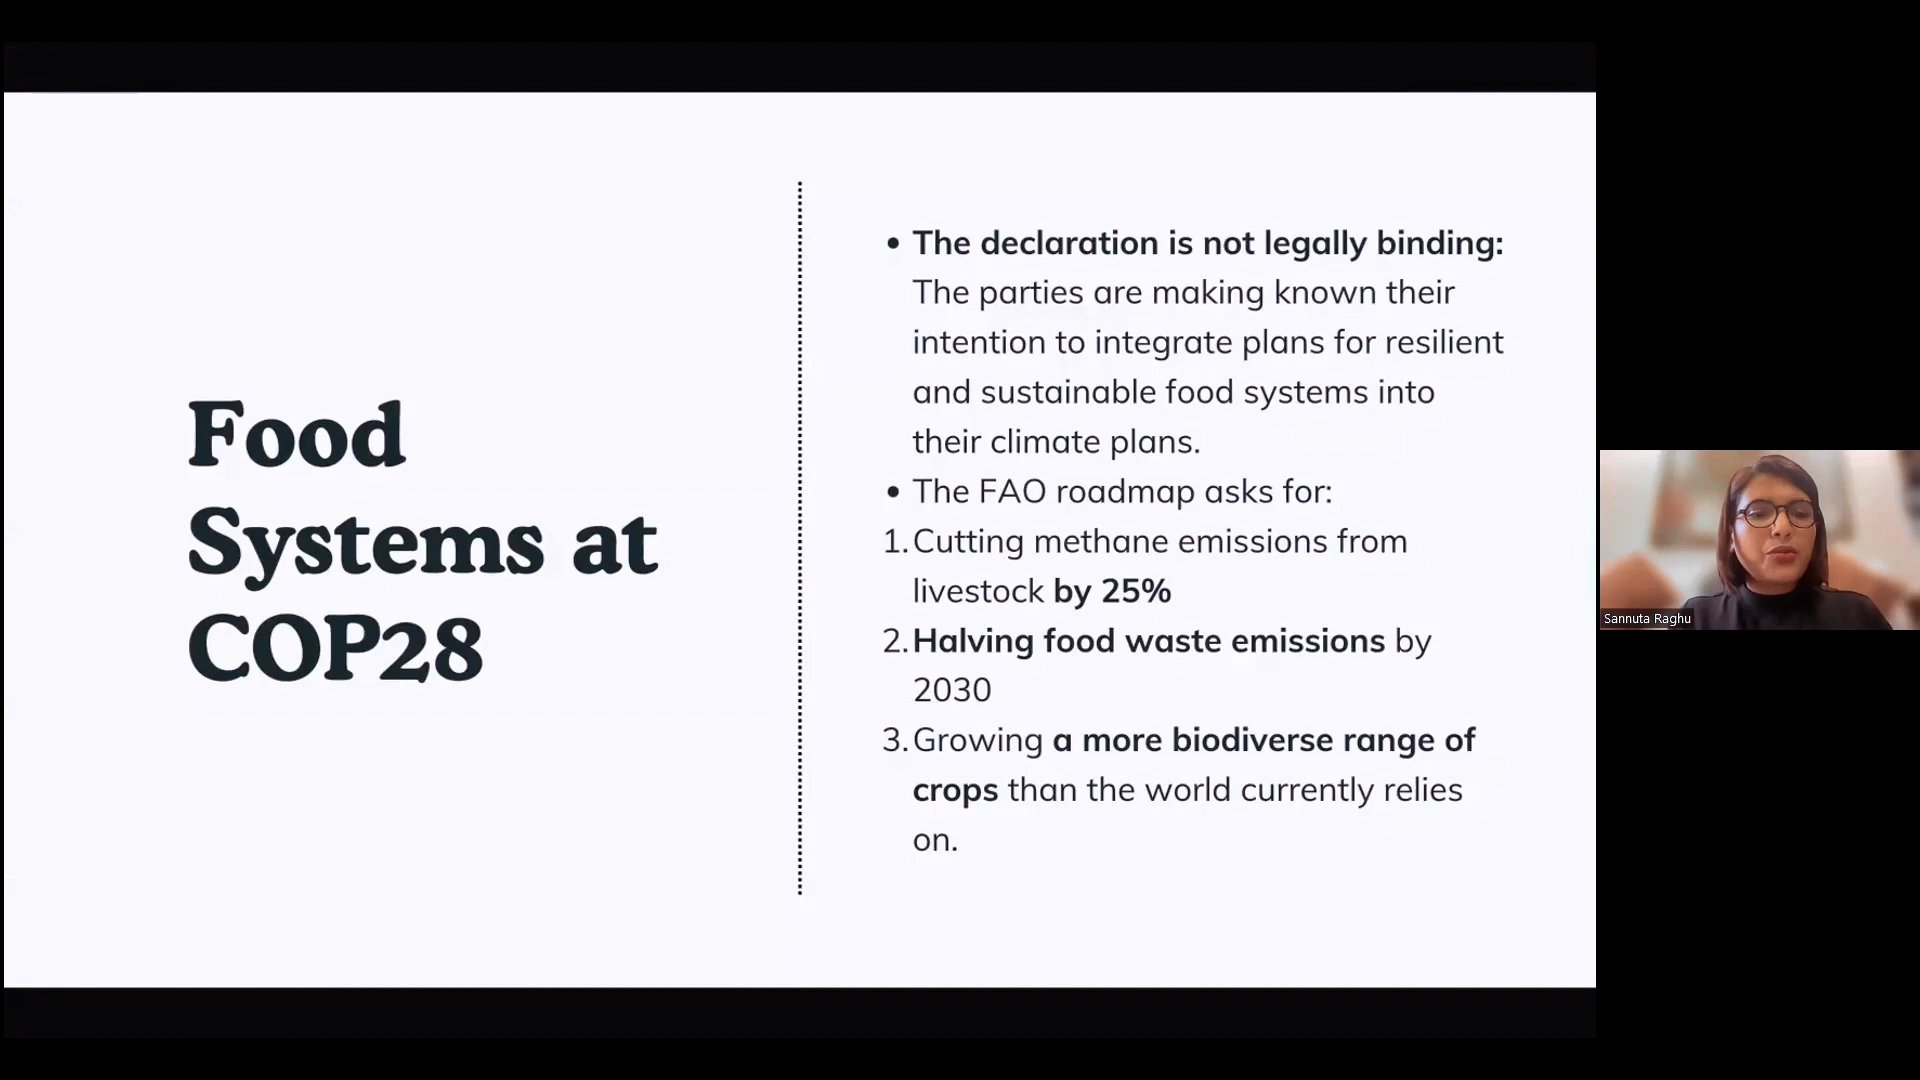 Food
Systems at
COP28
• The declaration is not legally binding:
The parties are making known their
intention to integrate plans for resilient
and sustainable food systems into
their climate plans.
• The FAO roadmap asks for:
1. Cutting methane emissions from
livestock by 25%
2. Halving food waste emissions by
2030
3. Growing a more biodiverse range of
crops than the world currently relies
on.
Sannuta Raghu